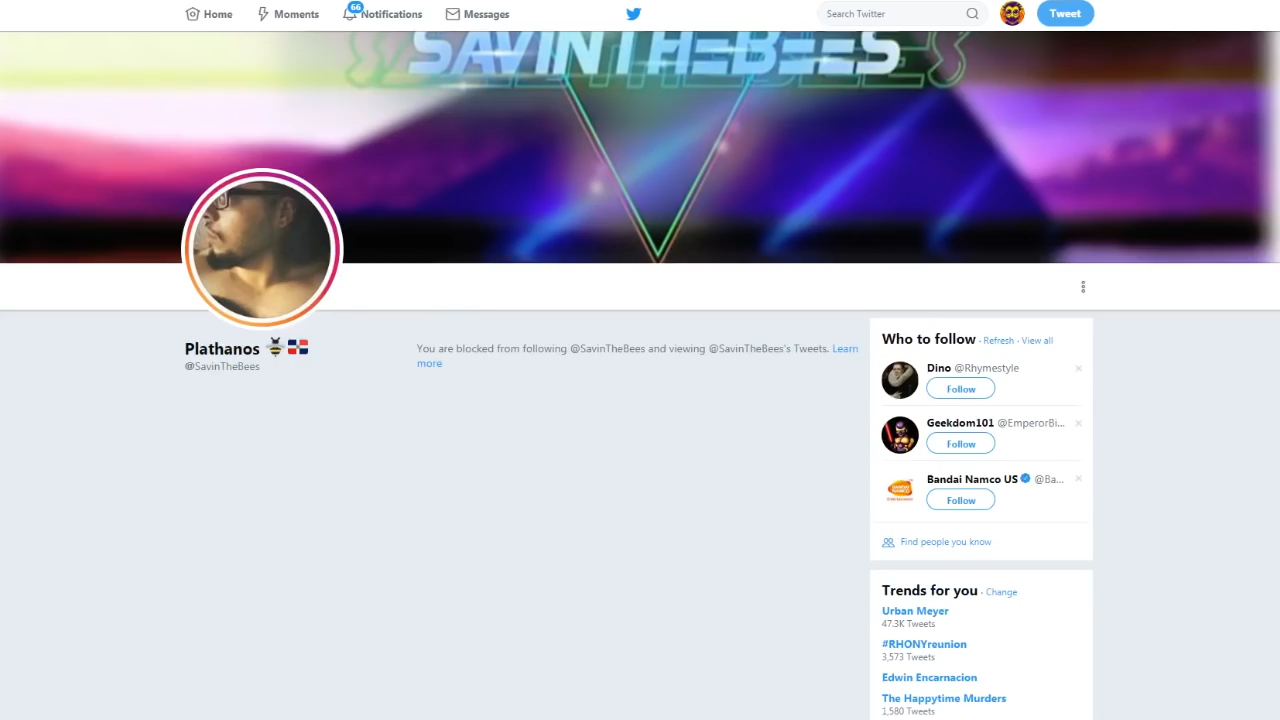 Home Moments 66 Notifications Messages Search Twitter Tweet
SAVINTHEBEES
Plathanos
@SavinTheBees
You are blocked from following @SavinTheBees and viewing @SavinTheBees's Tweets. Learn
more
Who to follow · Refresh · View all
Dino @Rhymestyle
Follow
Geekdom101 @EmperorBi...
Follow
Bandai Namco US @Ba...
Follow
Find people you know
Trends for you · Change
Urban Meyer
47.3K Tweets
#RHONYreunion
3,573 Tweets
Edwin Encarnacion
The Happytime Murders
1,580 Tweets